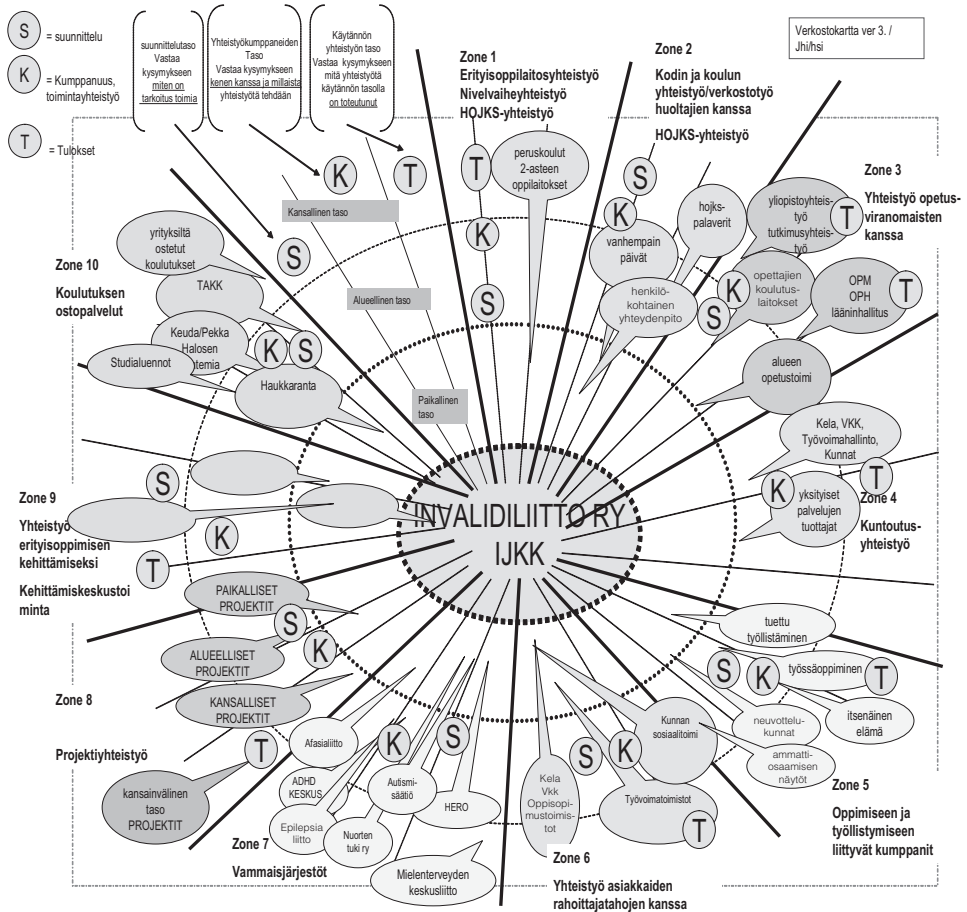 S
= suunnittelu
K
= Kumppanuus,
toimintayhteistyö
T
= Tulokset
suunnittelutaso
Vastaa
kysymykseen
miten on
tarkoitus toimia
Yhteistyökumppaneiden
Taso
Vastaa kysymykseen
kenen kanssa ja millaista
yhteistyötä tehdään
Käytännön
yhteistyön taso
Vastaa kysymykseen
mitä yhteistyötä
käytännön tasolla
on toteutunut
Verkostokartta ver 3. /
Jhi/hsi
Zone 1
Erityisoppilaitosyhteistyö
Nivelvaiheyhteistyö
HOJKS-yhteistyö
T
K
S
peruskoulut
2-asteen
oppilaitokset
Zone 2
Kodin ja koulun
yhteistyö/verkostotyö
huoltajien kanssa
HOJKS-yhteistyö
S
K
vanhempain
päivät
hojks-
palaverit
henkilö-
kohtainen
yhteydenpito
Zone 3
Yhteistyö opetus-
viranomaisten
kanssa
yliopistoyhteis-
työ
tutkimusyhteis-
työ
T
K
S
opettajien
koulutus-
laitokset
OPM
OPH
lääninhallitus
T
alueen
opetustoimi
K
T
S
Kansallinen taso
Alueellinen taso
Paikallinen
taso
Zone 10
Koulutuksen
ostopalvelut
yrityksiltä
ostetut
koulutukset
TAKK
Keuda/Pekka
Halosen
temia
K
S
Studialuennot
Haukkaranta
Kela, VKK,
Työvoimahallinto,
Kunnat
K
T
yksityiset
palvelujen
tuottajat
Zone 4
Kuntoutus-
yhteistyö
INVALIDILIITTO RY
IJKK
Zone 9
Yhteistyö
erityisoppimisen
kehittämiseksi
Kehittämiskeskustoi
minta
S
K
T
PAIKALLISET
PROJEKTIT
S
K
ALUEELLISET
PROJEKTIT
KANSALLISET
PROJEKTIT
T
Zone 8
Projektiyhteistyö
kansainvälinen
taso
PROJEKTIT
tuettu
työllistäminen
S
K
työssäoppiminen
T
neuvottelu-
kunnat
itsenäinen
elämä
ammatti-
osaamisen
näytöt
Zone 5
Oppimiseen ja
työllistymiseen
liittyvät kumppanit
Afasialiitto
K
S
ADHD
KESKUS
Autismi-
säätiö
HERO
Epilepsia
liitto
Nuorten
tuki ry
Zone 7
Vammaisjärjestöt
Mielenterveyden
keskusliitto
Kunnan
sosiaalitoimi
S
K
Kela
Vkk
Oppisopi
mustoimis
tot
Työvoimatoimistot
T
Zone 6
Yhteistyö asiakkaiden
rahoittajatahojen kanssa